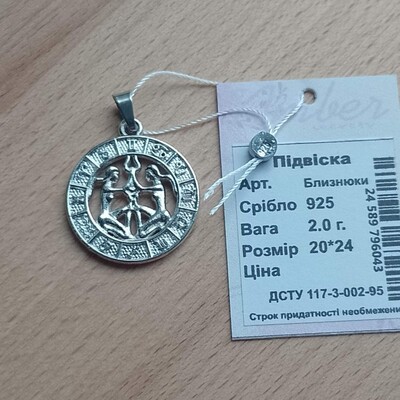 Підвіска
Арт. Близнюки
Срібло 925
Вага 2.0 г.
Розмір 20*24
Ціна
ДСТУ 117-3-002-95
Строк придатності необмежени
24 589 796043